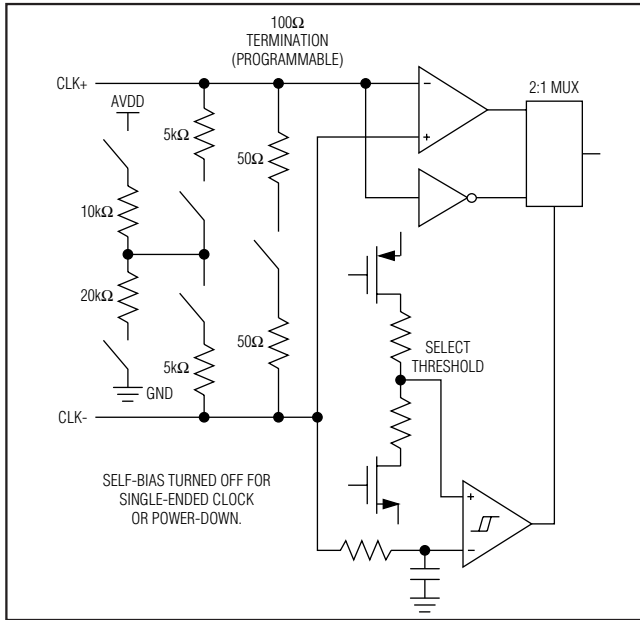 100Ω
TERMINATION
(PROGRAMMABLE)
2:1 MUX
CLK+
AVDD
5kΩ
50Ω
10kΩ
20kΩ
50Ω
5kΩ
GND
SELECT
THRESHOLD
CLK-
SELF-BIAS TURNED OFF FOR
SINGLE-ENDED CLOCK
OR POWER-DOWN.
−
+
+
−